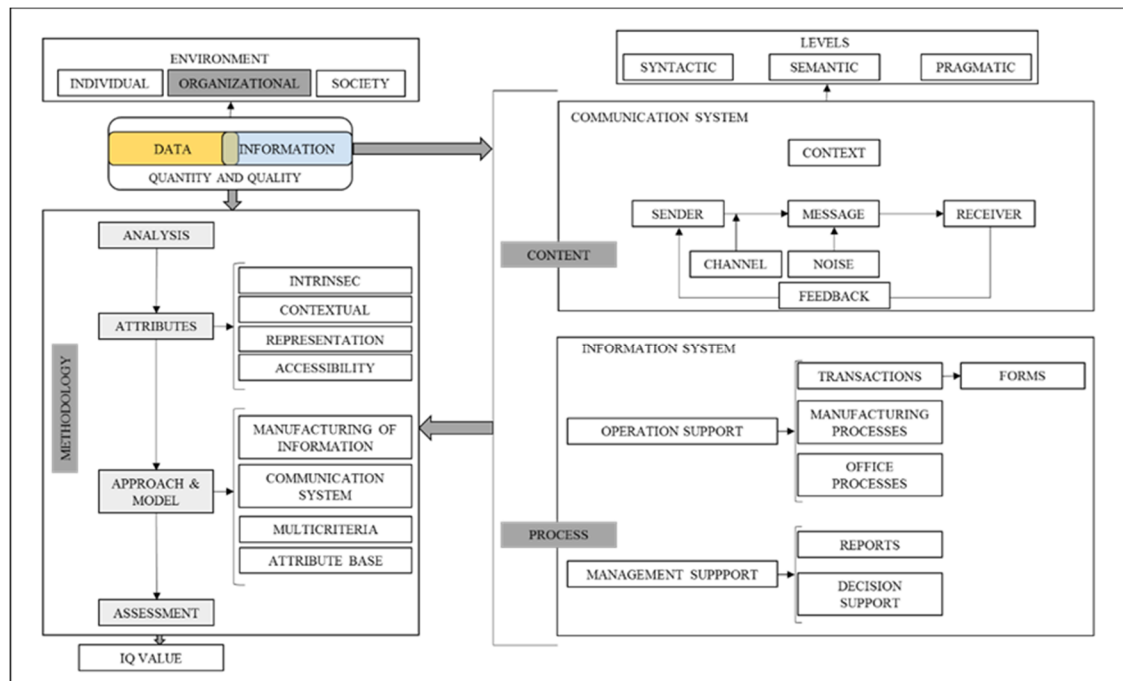 ENVIRONMENT
INDIVIDUAL
ORGANIZATIONAL
SOCIETY
DATA
INFORMATION
QUANTITY AND QUALITY
METHODOLOGY
ANALYSIS
ATTRIBUTES
INTRINSEC
CONTEXTUAL
REPRESENTATION
ACCESSIBILITY
APPROACH &
MODEL
MANUFACTURING OF
INFORMATION
COMMUNICATION
SYSTEM
MULTICRITERIA
ATTRIBUTE BASE
ASSESSMENT
IQ VALUE
LEVELS
SYNTACTIC
SEMANTIC
PRAGMATIC
CONTENT
COMMUNICATION SYSTEM
CONTEXT
SENDER
MESSAGE
RECEIVER
CHANNEL
NOISE
FEEDBACK
PROCESS
INFORMATION SYSTEM
OPERATION SUPPORT
TRANSACTIONS
FORMS
MANUFACTURING
PROCESSES
OFFICE
PROCESSES
MANAGEMENT SUPPPORT
REPORTS
DECISION
SUPPORT